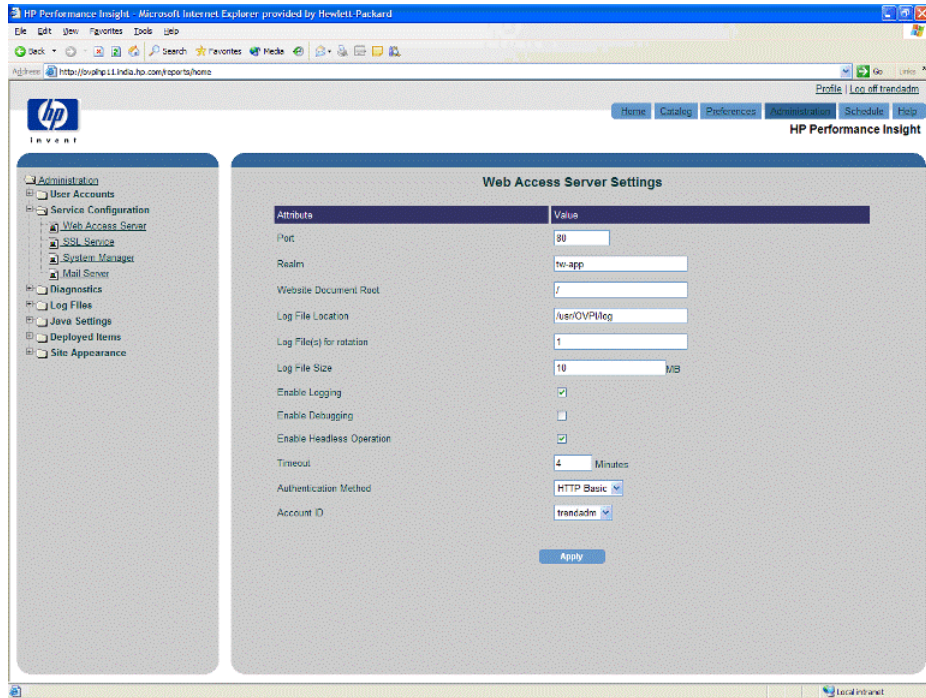 HP Performance Insight - Microsoft Internet Explorer provided by Hewlett-Packard
File Edit View Favorites Tools Help
Back Search Favorites Media
Address http://ovpihp11.india.hp.com/reports/home Go Links
Profile | Log off trendadm
hp
invent
Home Catalog Preferences Administration Schedule Help
HP Performance Insight
Administration
User Accounts
Service Configuration
Web Access Server
SSL Service
System Manager
Mail Server
Diagnostics
Log Files
Java Settings
Deployed Items
Site Appearance
Web Access Server Settings
Attribute Value
Port 80
Realm tw-app
Website Document Root /
Log File Location /usr/OVPI/log
Log File(s) for rotation 1
Log File Size 10 MB
Enable Logging
Enable Debugging
Enable Headless Operation
Timeout 4 Minutes
Authentication Method HTTP Basic
Account ID trendadm
Apply
Local intranet